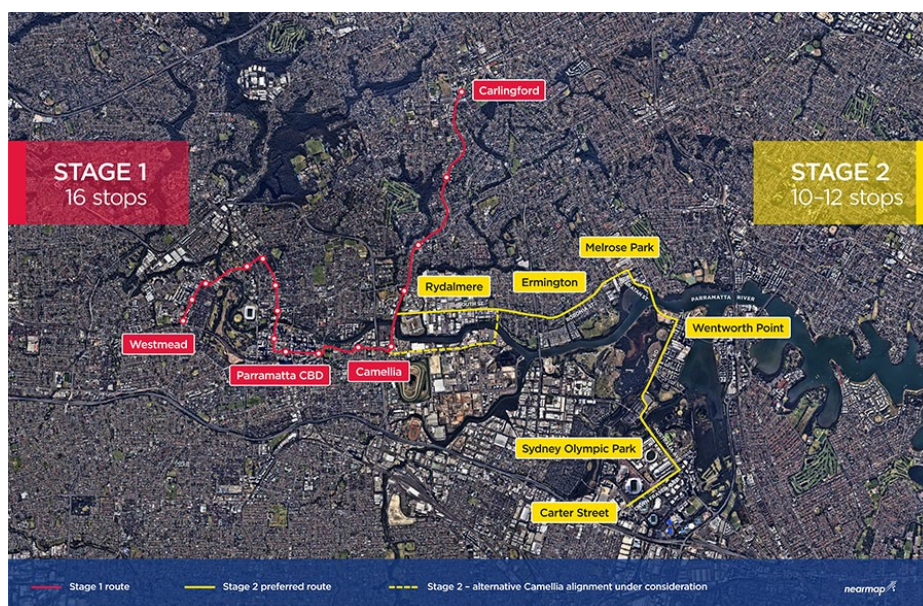 Carlingford
STAGE 1
16 stops
STAGE 2
10–12 stops
Melrose Park
Rydalmere
Ermington
PARRAMATTA RIVER
Wentworth Point
Westmead
Parramatta CBD
Camellia
Sydney Olympic Park
Carter Street
Stage 1 route
Stage 2 preferred route
Stage 2 – alternative Camellia alignment under consideration
nearmap